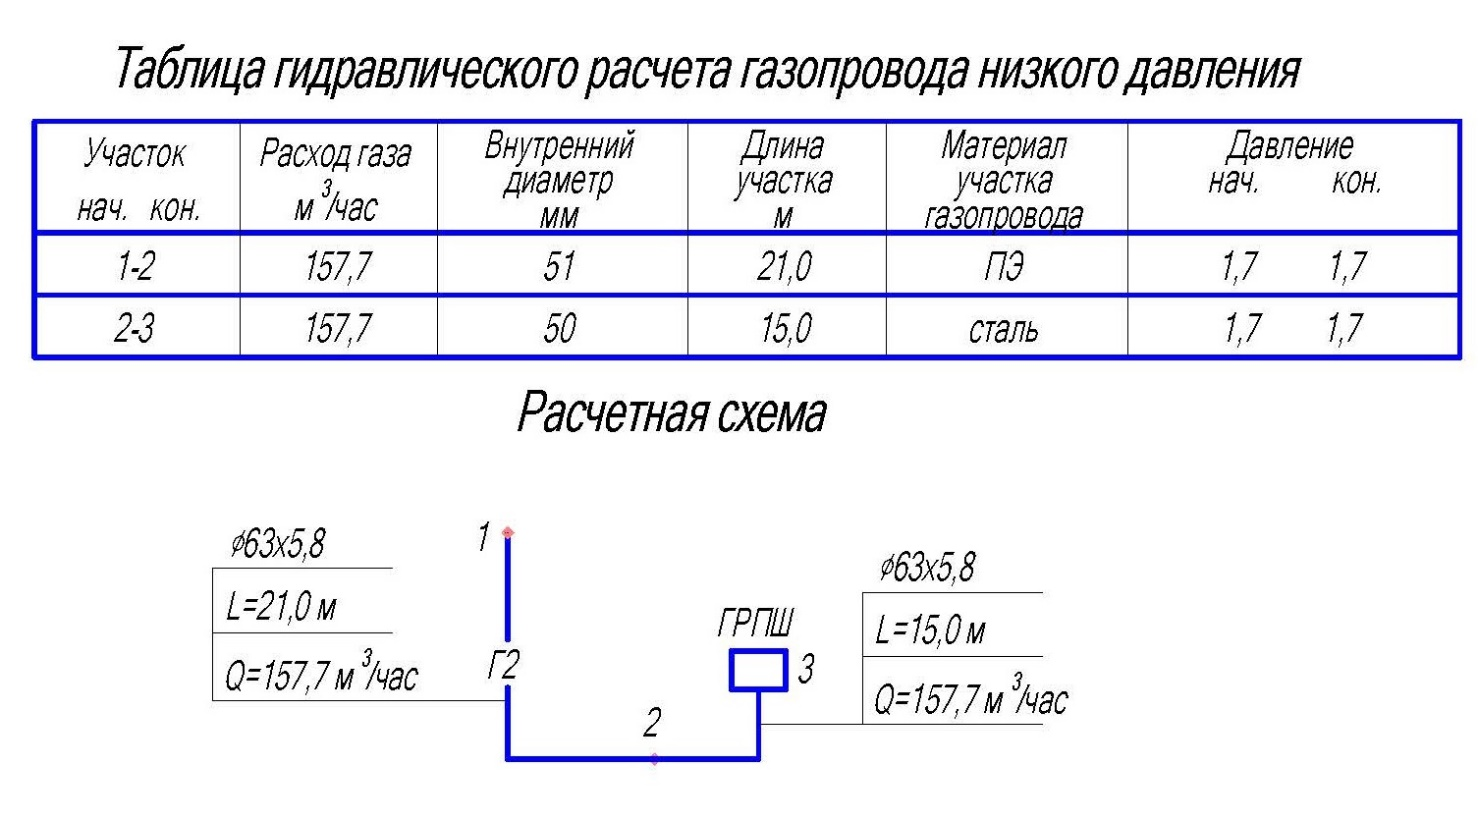 Таблица гидравлического расчета газопровода низкого давления
Участок нач. кон.
Расход газа м³/час
Внутренний диаметр мм
Длина участка м
Материал участка газопровода
Давление нач. кон.
1-2 157,7 51 21,0 ПЭ 1,7 1,7
2-3 157,7 50 15,0 сталь 1,7 1,7
Расчетная схема
⌀63х5,8
L=21,0 м
Q=157,7 м³/час
1
Г2
2
ГРПШ
3
⌀63х5,8
L=15,0 м
Q=157,7 м³/час